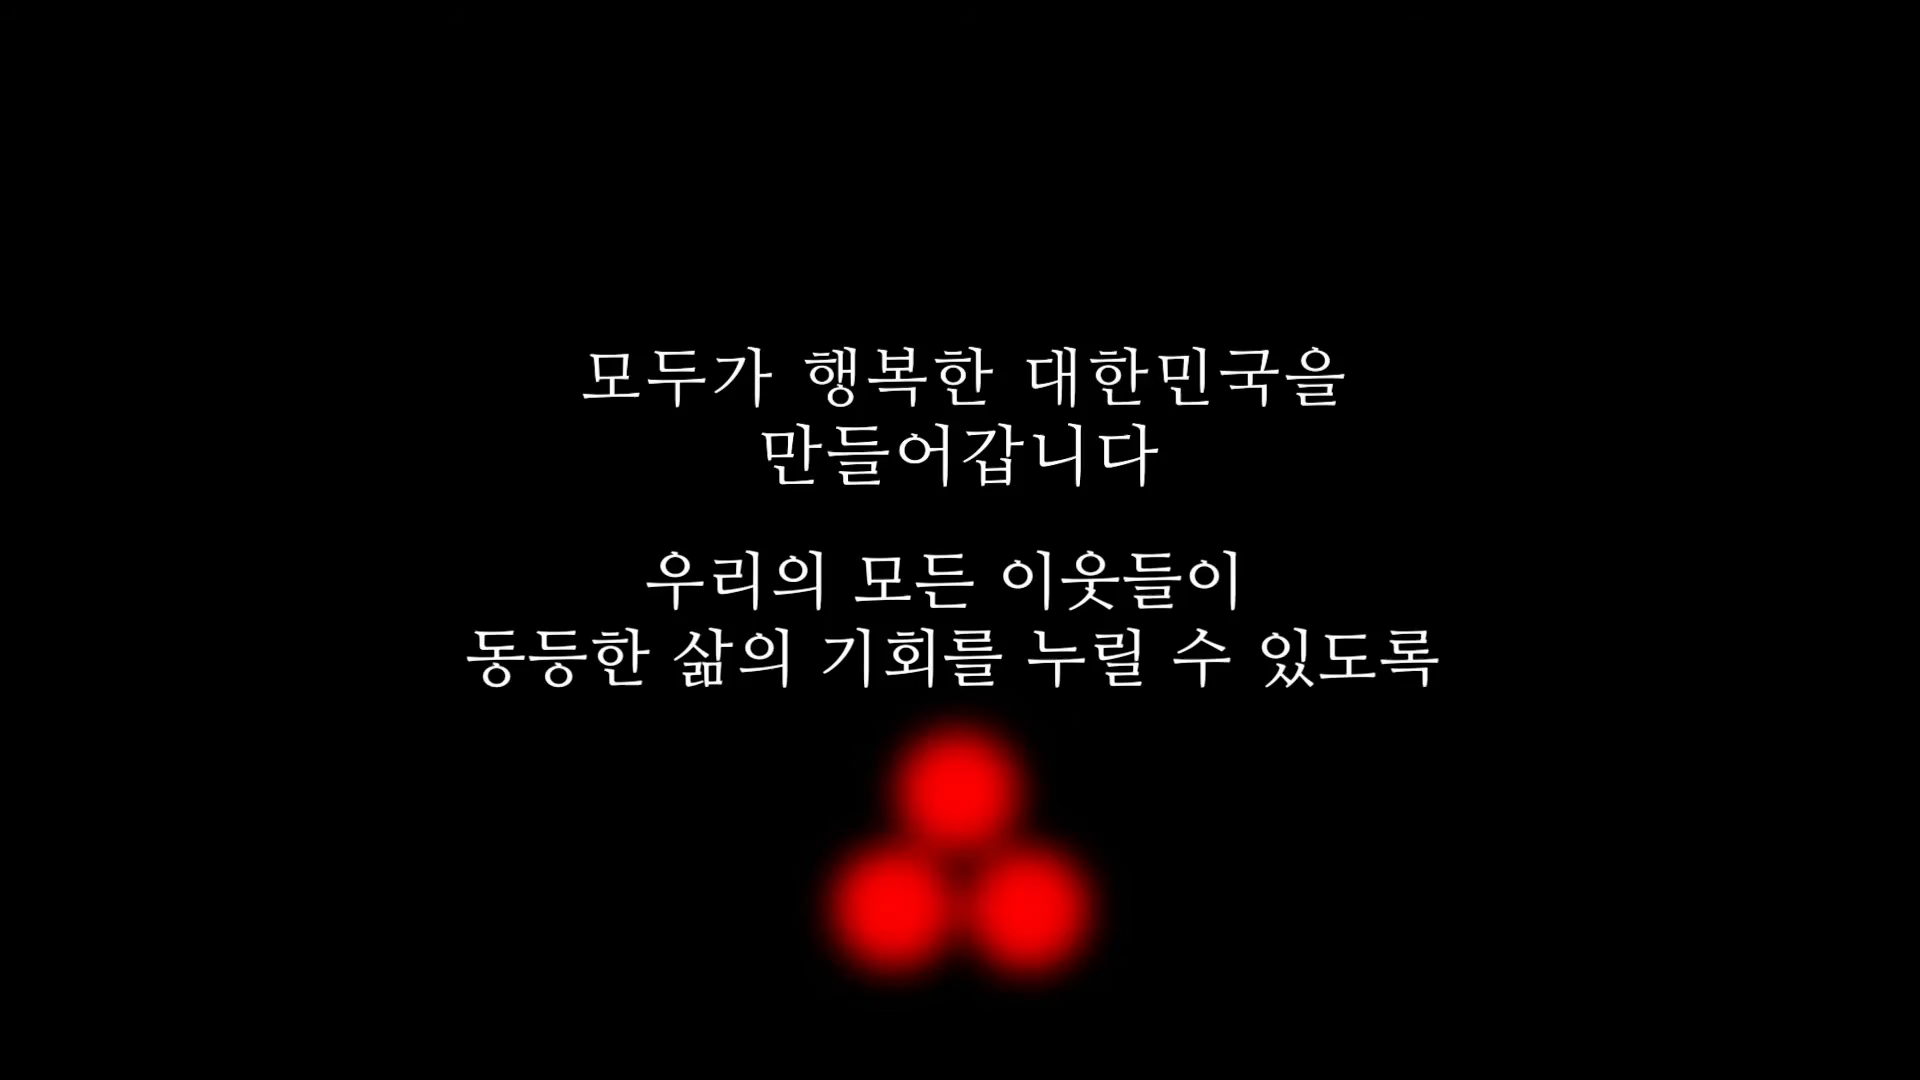 모두가 행복한 대한민국을
만들어갑니다
우리의 모든 이웃들이
동등한 삶의 기회를 누릴 수 있도록